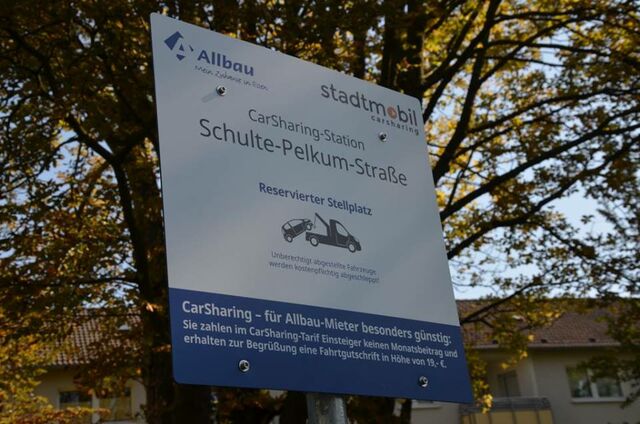 Allbau
Mein Zuhause in Essen
stadtmobil
carsharing
CarSharing-Station
Schulte-Pelkum-Straße
Reservierter Stellplatz
Unberechtigt abgestellte Fahrzeuge
werden kostenpflichtig abgeschleppt!
CarSharing – für Allbau-Mieter besonders günstig:
Sie zahlen im CarSharing-Tarif Einsteiger keinen Monatsbeitrag und
erhalten zur Begrüßung eine Fahrtgutschrift in Höhe von 19,- €.